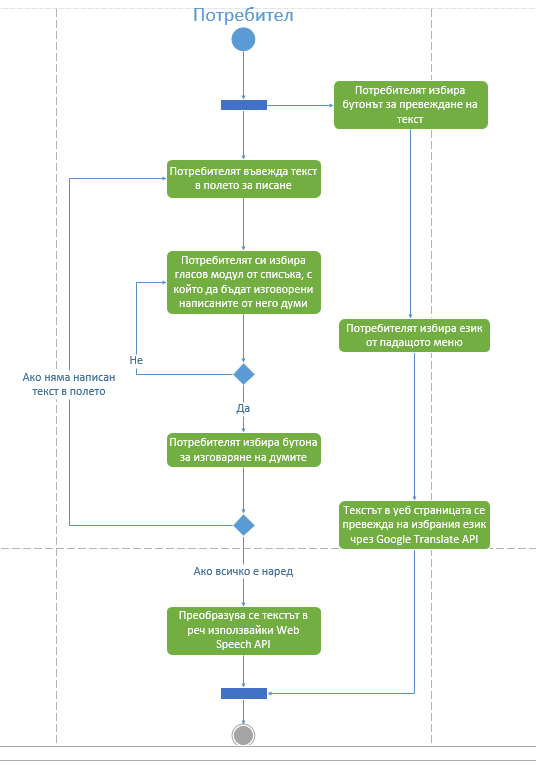 Потребител
Потребителят избира
бутонът за превеждане на
текст
Потребителят въвежда текст
в полето за писане
Потребителят си избира
гласов модул от списъка, с
който да бъдат изговорени
написаните от него думи
Потребителят избира език
от падащото меню
Не
Ако няма написан
текст в полето
Да
Потребителят избира бутона
за изговаряне на думите
Текстът в уеб страницата се
превежда на избрания език
чрез Google Translate API
Ако всичко е наред
Преобразува се текстът в
реч използвайки Web
Speech API